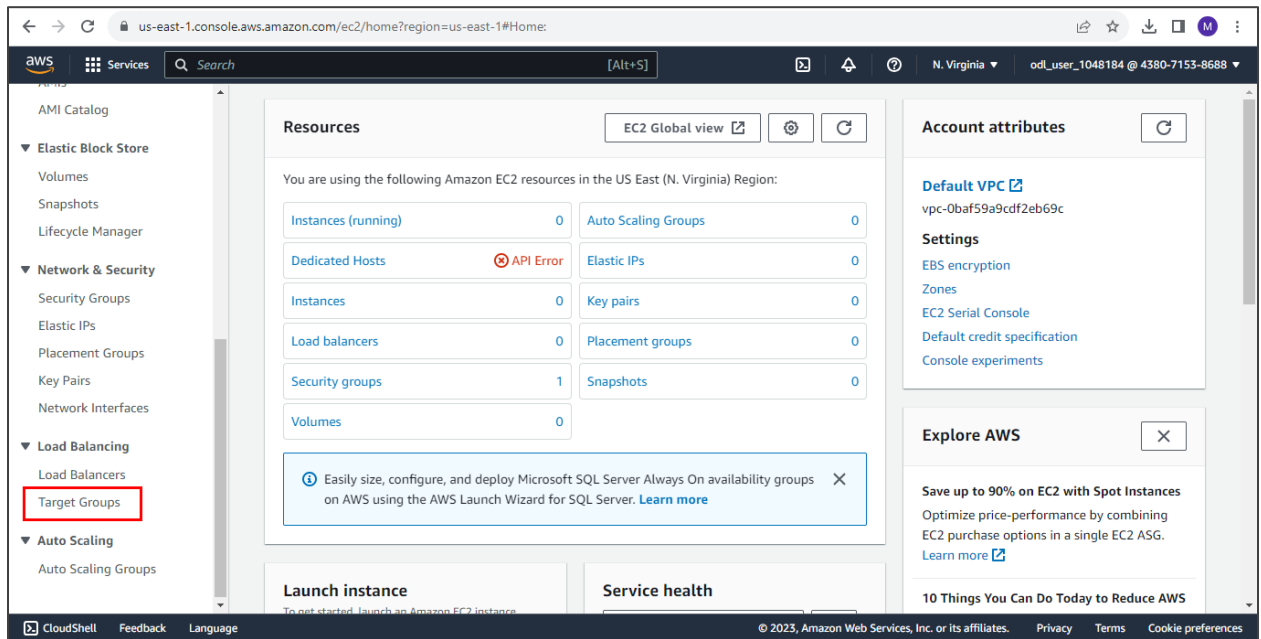 us-east-1.console.aws.amazon.com/ec2/home?region=us-east-1#Home:
M
aws
Services
Search
[Alt+S]
N. Virginia
odl_user_1048184 @ 4380-7153-8688
AMIs
AMI Catalog
Elastic Block Store
Volumes
Snapshots
Lifecycle Manager
Network & Security
Security Groups
Elastic IPs
Placement Groups
Key Pairs
Network Interfaces
Load Balancing
Load Balancers
Target Groups
Auto Scaling
Auto Scaling Groups
Resources
EC2 Global view
You are using the following Amazon EC2 resources in the US East (N. Virginia) Region:
Instances (running) 0
Auto Scaling Groups 0
Dedicated Hosts API Error
Elastic IPs 0
Instances 0
Key pairs 0
Load balancers 0
Placement groups 0
Security groups 1
Snapshots 0
Volumes 0
Easily size, configure, and deploy Microsoft SQL Server Always On availability groups
on AWS using the AWS Launch Wizard for SQL Server. Learn more
Launch instance
To get started, launch an Amazon EC2 instance
Service health
Account attributes
Default VPC
vpc-0baf59a9cdf2eb69c
Settings
EBS encryption
Zones
EC2 Serial Console
Default credit specification
Console experiments
Explore AWS
Save up to 90% on EC2 with Spot Instances
Optimize price-performance by combining
EC2 purchase options in a single EC2 ASG.
Learn more
10 Things You Can Do Today to Reduce AWS
CloudShell
Feedback
Language
© 2023, Amazon Web Services, Inc. or its affiliates.
Privacy
Terms
Cookie preferences